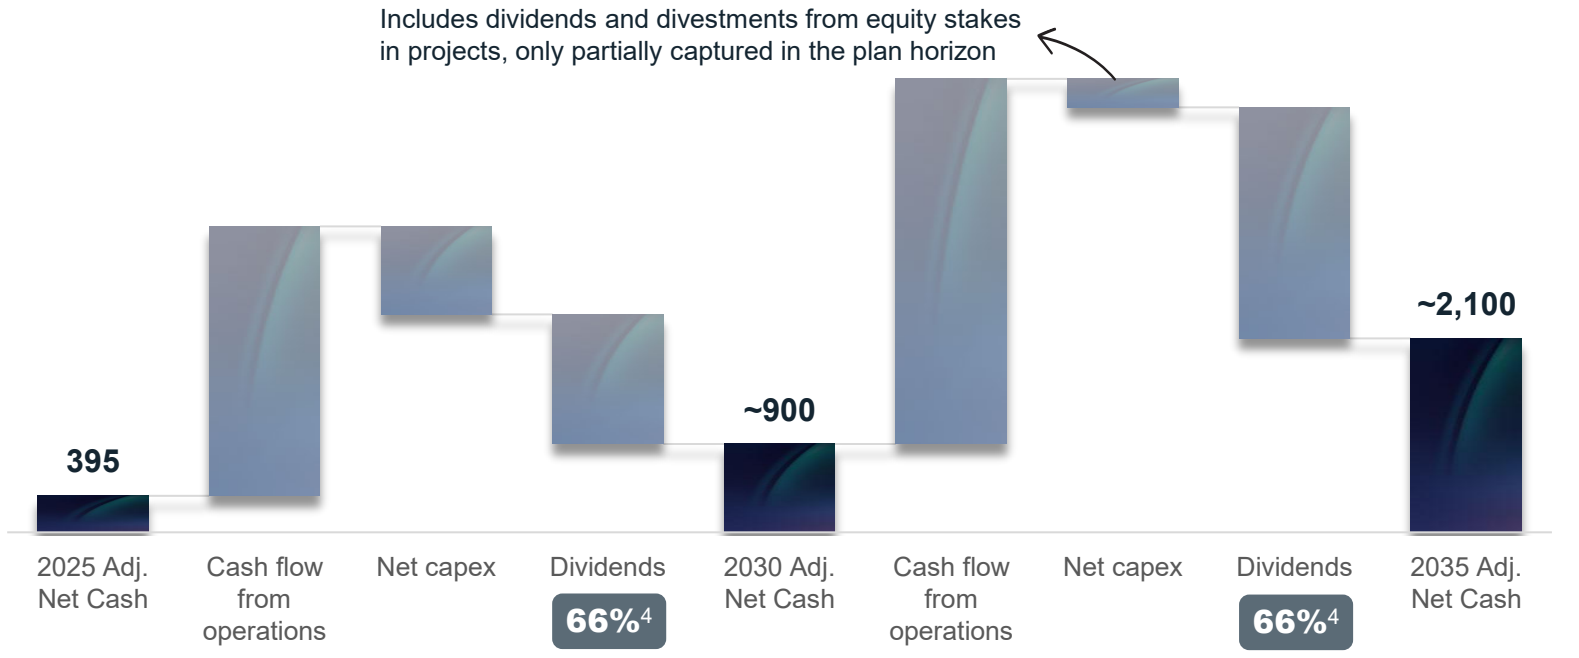 Includes dividends and divestments from equity stakes
in projects, only partially captured in the plan horizon
395
~900
~2,100
2025 Adj.
Net Cash
Cash flow
from
operations
Net capex
Dividends
66%4
2030 Adj.
Net Cash
Cash flow
from
operations
Net capex
Dividends
66%4
2035 Adj.
Net Cash